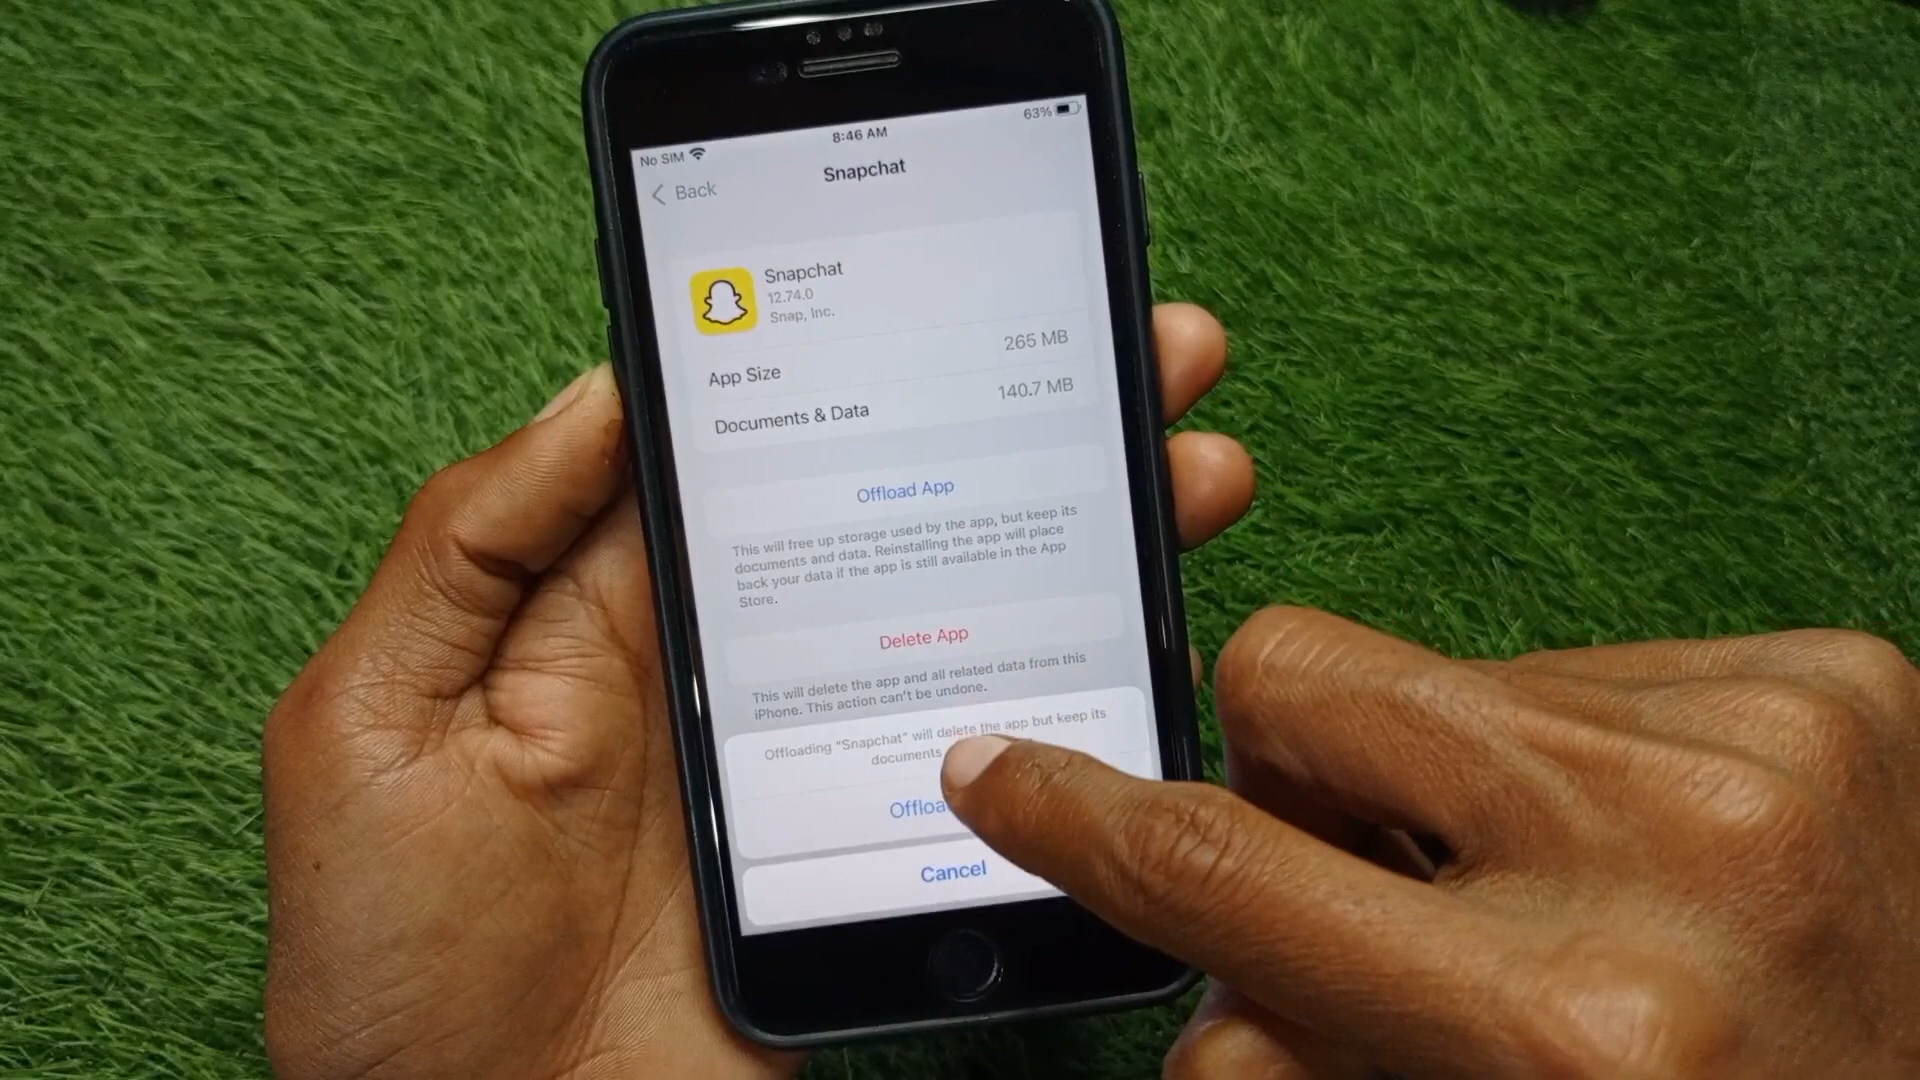 No SIM
8:46 AM
63%
Back
Snapchat
Snapchat
12.74.0
Snap, Inc.
App Size
265 MB
Documents & Data
140.7 MB
Offload App
This will free up storage used by the app, but keep its
documents and data. Reinstalling the app will place
back your data if the app is still available in the App
Store.
Delete App
This will delete the app and all related data from this
iPhone. This action can't be undone.
Offloading “Snapchat” will delete the app but keep its
documents
Cancel